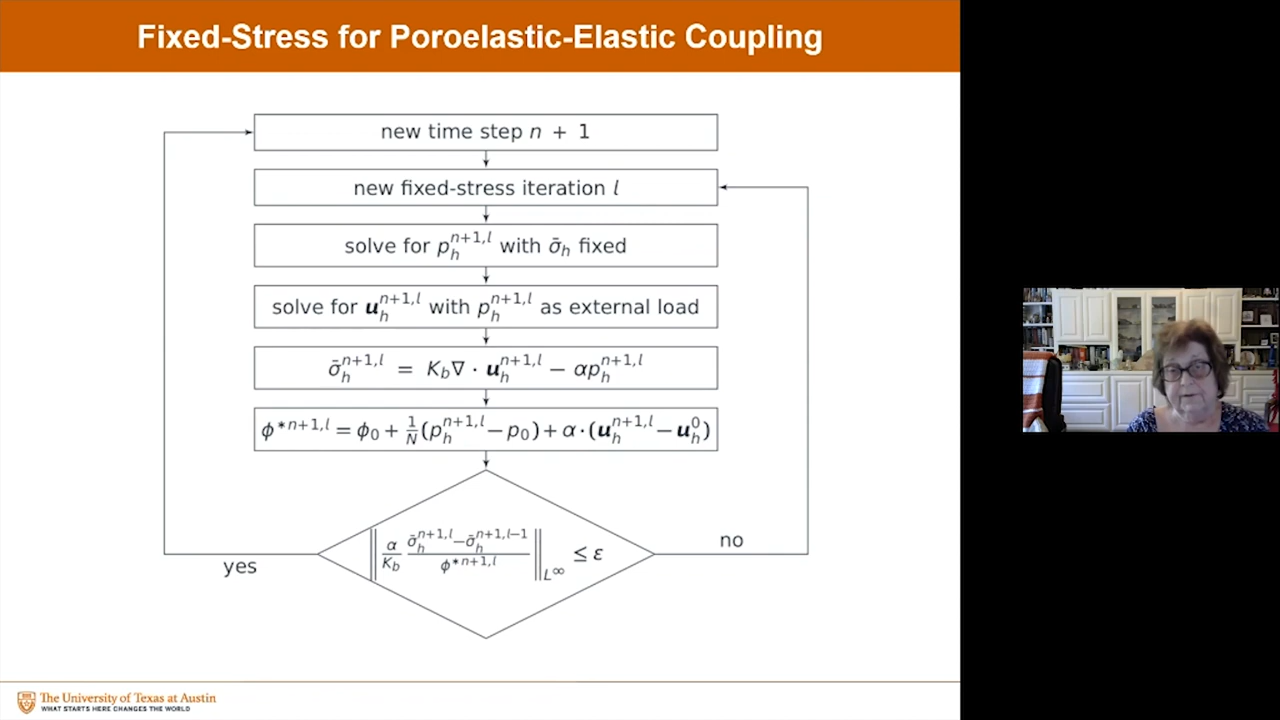 Fixed-Stress for Poroelastic-Elastic Coupling
new time step n + 1
new fixed-stress iteration l
solve for p_h^{n+1,l} with σ̄_h fixed
solve for u_h^{n+1,l} with p_h^{n+1,l} as external load
σ̄_h^{n+1,l} = K_b∇ · u_h^{n+1,l} − αp_h^{n+1,l}
ϕ^{*n+1,l} = ϕ_0 + 1/N (p_h^{n+1,l} − p_0) + α · (u_h^{n+1,l} − u_h^0)
‖ α/K_b (σ̄_h^{n+1,l} − σ̄_h^{n+1,l−1})/ϕ^{*n+1,l} ‖_{L^∞} ≤ ε
no
yes
The University of Texas at Austin
WHAT STARTS HERE CHANGES THE WORLD